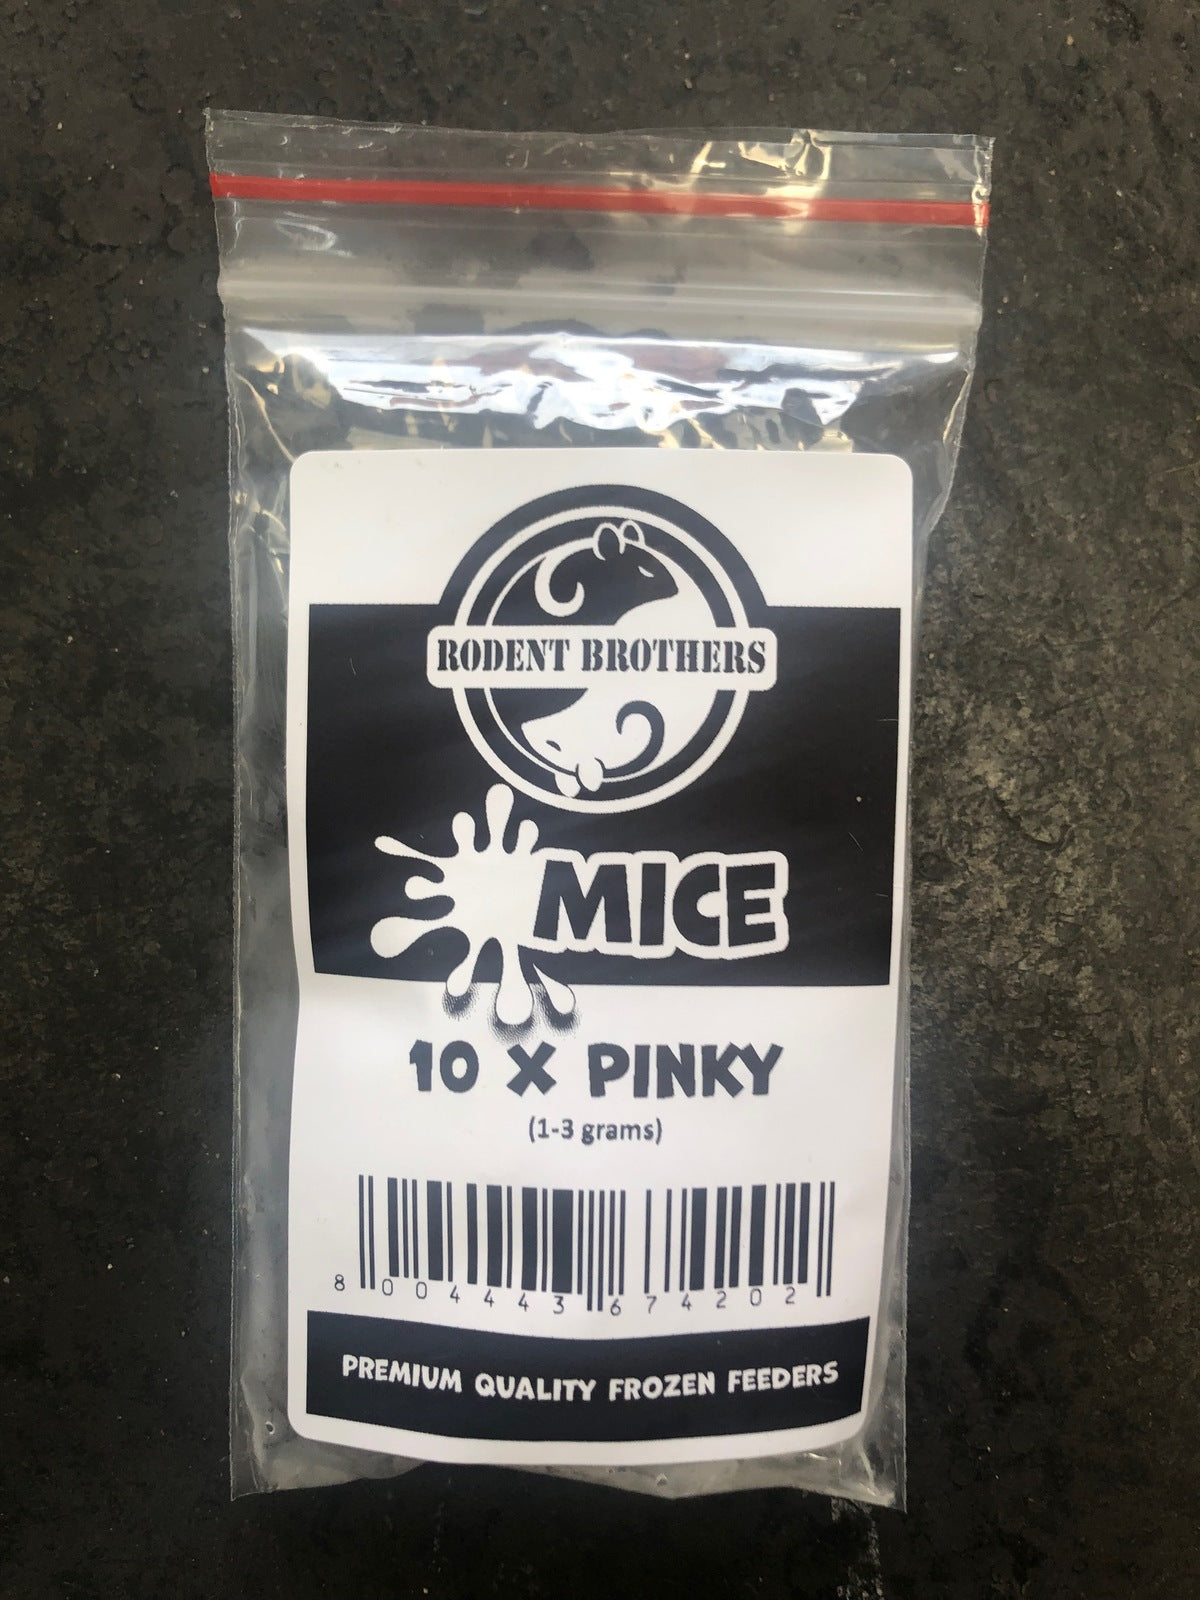 RODENT BROTHERS
MICE
10 X PINKY
(1-3 grams)
8 004443 674202
PREMIUM QUALITY FROZEN FEEDERS